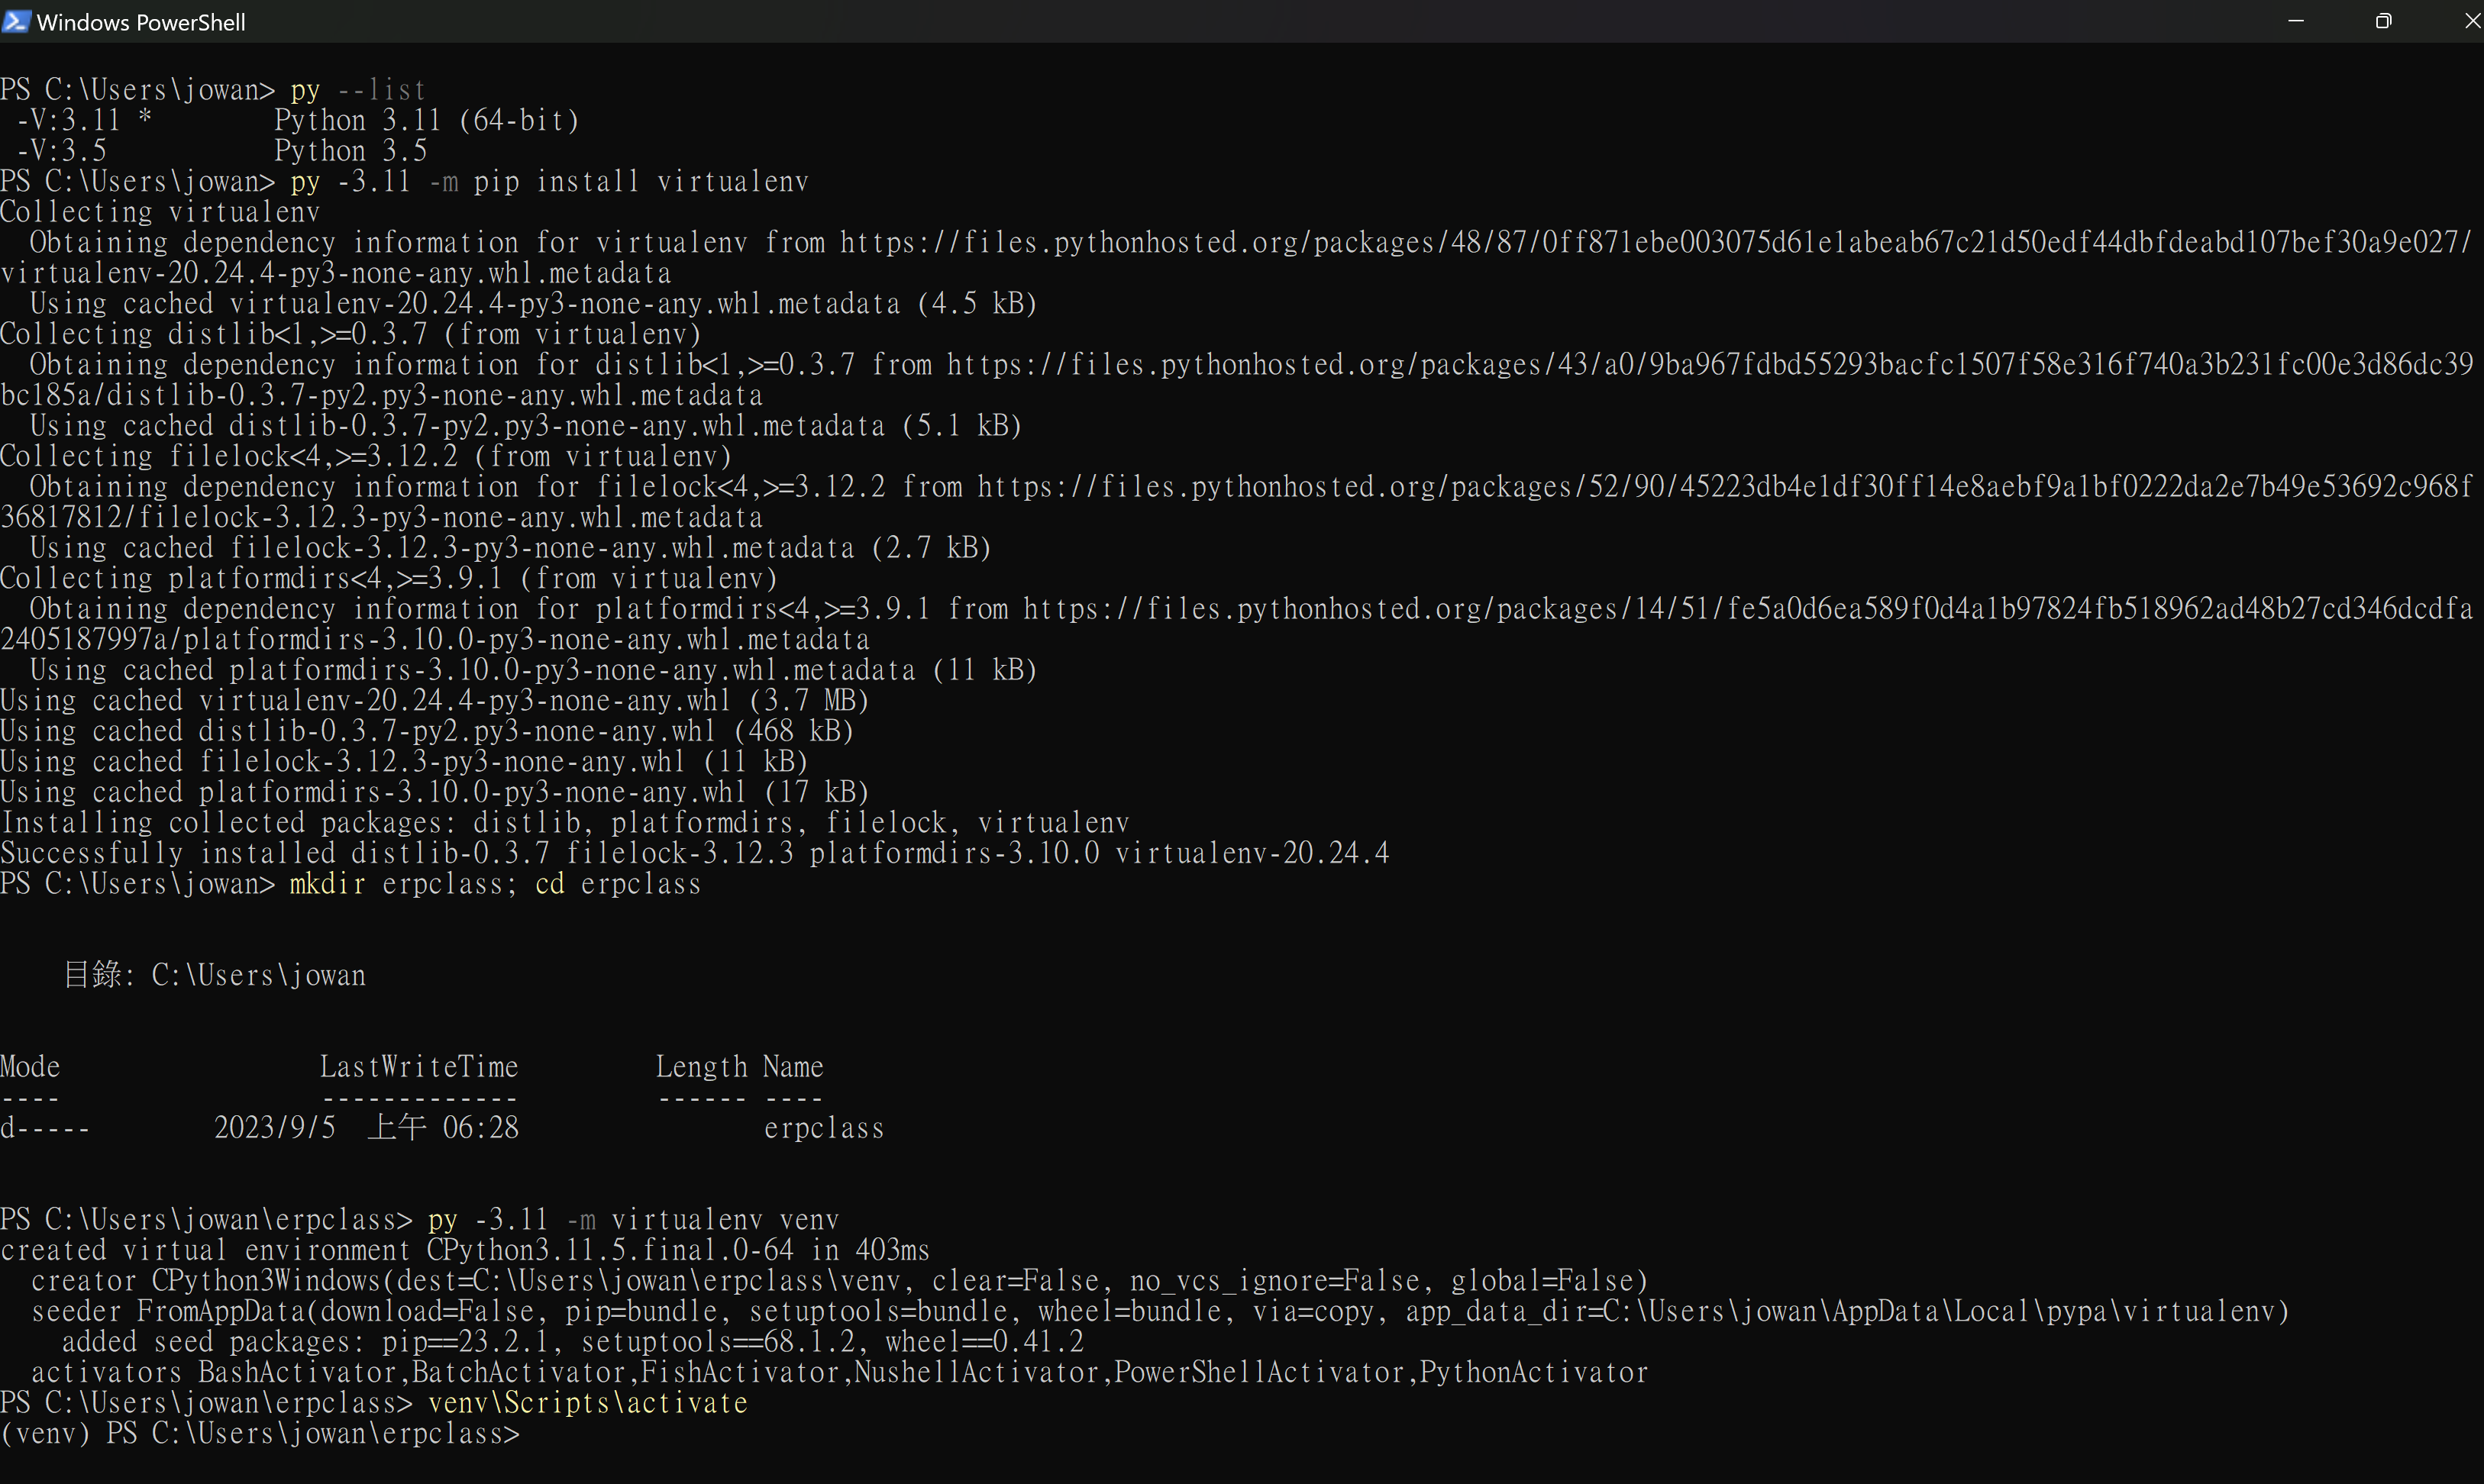 Windows PowerShell
PS C:\Users\jowan> py --list
 -V:3.11 *        Python 3.11 (64-bit)
 -V:3.5           Python 3.5
PS C:\Users\jowan> py -3.11 -m pip install virtualenv
Collecting virtualenv
  Obtaining dependency information for virtualenv from https://files.pythonhosted.org/packages/48/87/0ff871ebe003075d61e1abeab67c21d50edf44dbfdeabd107bef30a9e027/
virtualenv-20.24.4-py3-none-any.whl.metadata
  Using cached virtualenv-20.24.4-py3-none-any.whl.metadata (4.5 kB)
Collecting distlib<1,>=0.3.7 (from virtualenv)
  Obtaining dependency information for distlib<1,>=0.3.7 from https://files.pythonhosted.org/packages/43/a0/9ba967fdbd55293bacfc1507f58e316f740a3b231fc00e3d86dc39
bc185a/distlib-0.3.7-py2.py3-none-any.whl.metadata
  Using cached distlib-0.3.7-py2.py3-none-any.whl.metadata (5.1 kB)
Collecting filelock<4,>=3.12.2 (from virtualenv)
  Obtaining dependency information for filelock<4,>=3.12.2 from https://files.pythonhosted.org/packages/52/90/45223db4e1df30ff14e8aebf9a1bf0222da2e7b49e53692c968f
36817812/filelock-3.12.3-py3-none-any.whl.metadata
  Using cached filelock-3.12.3-py3-none-any.whl.metadata (2.7 kB)
Collecting platformdirs<4,>=3.9.1 (from virtualenv)
  Obtaining dependency information for platformdirs<4,>=3.9.1 from https://files.pythonhosted.org/packages/14/51/fe5a0d6ea589f0d4a1b97824fb518962ad48b27cd346dcdfa
2405187997a/platformdirs-3.10.0-py3-none-any.whl.metadata
  Using cached platformdirs-3.10.0-py3-none-any.whl.metadata (11 kB)
Using cached virtualenv-20.24.4-py3-none-any.whl (3.7 MB)
Using cached distlib-0.3.7-py2.py3-none-any.whl (468 kB)
Using cached filelock-3.12.3-py3-none-any.whl (11 kB)
Using cached platformdirs-3.10.0-py3-none-any.whl (17 kB)
Installing collected packages: distlib, platformdirs, filelock, virtualenv
Successfully installed distlib-0.3.7 filelock-3.12.3 platformdirs-3.10.0 virtualenv-20.24.4
PS C:\Users\jowan> mkdir erpclass; cd erpclass
    目錄: C:\Users\jowan
Mode                 LastWriteTime         Length Name
----                 -------------         ------ ----
d-----        2023/9/5  上午 06:28                erpclass
PS C:\Users\jowan\erpclass> py -3.11 -m virtualenv venv
created virtual environment CPython3.11.5.final.0-64 in 403ms
  creator CPython3Windows(dest=C:\Users\jowan\erpclass\venv, clear=False, no_vcs_ignore=False, global=False)
  seeder FromAppData(download=False, pip=bundle, setuptools=bundle, wheel=bundle, via=copy, app_data_dir=C:\Users\jowan\AppData\Local\pypa\virtualenv)
    added seed packages: pip==23.2.1, setuptools==68.1.2, wheel==0.41.2
  activators BashActivator,BatchActivator,FishActivator,NushellActivator,PowerShellActivator,PythonActivator
PS C:\Users\jowan\erpclass> venv\Scripts\activate
(venv) PS C:\Users\jowan\erpclass>